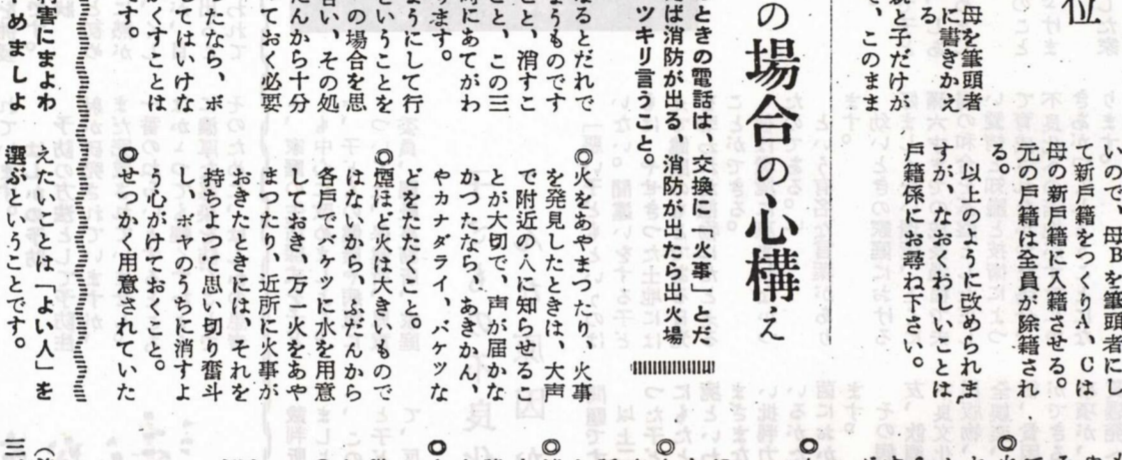 位
母を筆頭者
に書きかえ
る。
親と子だけが
、このまま
いので、母Bを筆頭者にし
て新戸籍をつくりA、Cは
母の新戸籍に入籍させる。
元の戸籍は全員が除籍され
る。
以上のように改められま
すが、なおくわしいことは、
戸籍係にお尋ね下さい。
の場合の心構え
ときの電話は、交換に「火事」とだ
ば消防が出る、消防が出たら出火場
ツキリ言うこと。
なるとだれで
まうものです
こと、消すこ
こと、この三
時にあてがわ
ます。
ようにして行
ということを
の場合を思
い、その処
だんから十分
ておく必要
つたなら、ボ
してはいけな
くすことは
す。
◎火をあやまつたり、火事
を発見したときは、大声
で附近の人に知らせるこ
とが大切で、声が届かな
かつたなら、あきかん、
やカナダライ、バケツな
どをかたたくこと。
◎煙ほど火は大きいもので
はないから、ふだんから
各戸でバケツに水を用意
しておき万一火をあや
まつたり、近所に火事が
おきたときには、それを
持ちよつて思い切り奮斗
し、ボヤのうちに消すよ
う心がけておくこと。
◎せつかく用意されていた
害にまよわ
めましよ
えたいことは「よい人」を
選ぶということです。